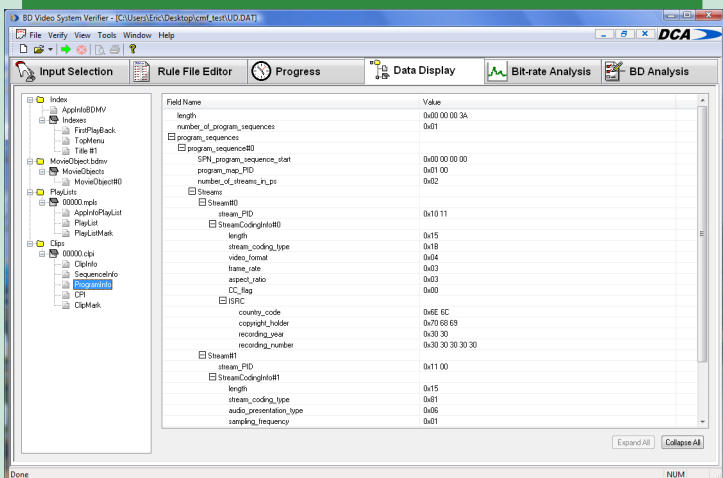 BD Video System Verifier - [C:\Users\Eric\Desktop\cmf_test\UD.DAT]
File Verify View Tools Window Help
DCA
Input Selection
Rule File Editor
Progress
Data Display
Bit-rate Analysis
BD Analysis
Index
AppInfoBDMV
Indexes
FirstPlayBack
TopMenu
Title #1
MovieObject.bdmv
MovieObjects
MovieObject#0
PlayLists
00000.mpls
AppInfoPlayList
PlayList
PlayListMark
Clips
00000.clpi
ClipInfo
SequenceInfo
ProgramInfo
CPI
ClipMark
Field Name Value
length 0x00 00 00 3A
number_of_program_sequences 0x01
program_sequences
program_sequence#0
SPN_program_sequence_start 0x00 00 00 00
program_map_PID 0x01 00
number_of_streams_in_ps 0x02
Streams
Stream#0
stream_PID 0x10 11
StreamCodingInfo#0
length 0x15
stream_coding_type 0x1B
video_format 0x04
frame_rate 0x03
aspect_ratio 0x03
CC_flag 0x00
ISRC
country_code 0x6E 6C
copyright_holder 0x70 68 69
recording_year 0x30 30
recording_number 0x30 30 30 30 30
Stream#1
stream_PID 0x11 00
StreamCodingInfo#1
length 0x15
stream_coding_type 0x81
audio_presentation_type 0x06
sampling_frequency 0x01
Expand All Collapse All
Done NUM